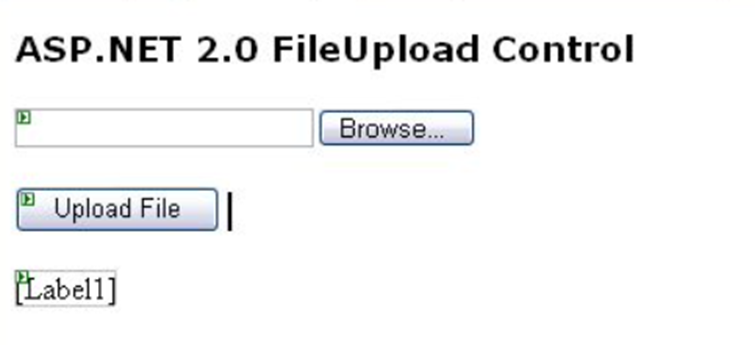 ASP.NET 2.0 FileUpload Control
Browse...
Upload File
[Label1]